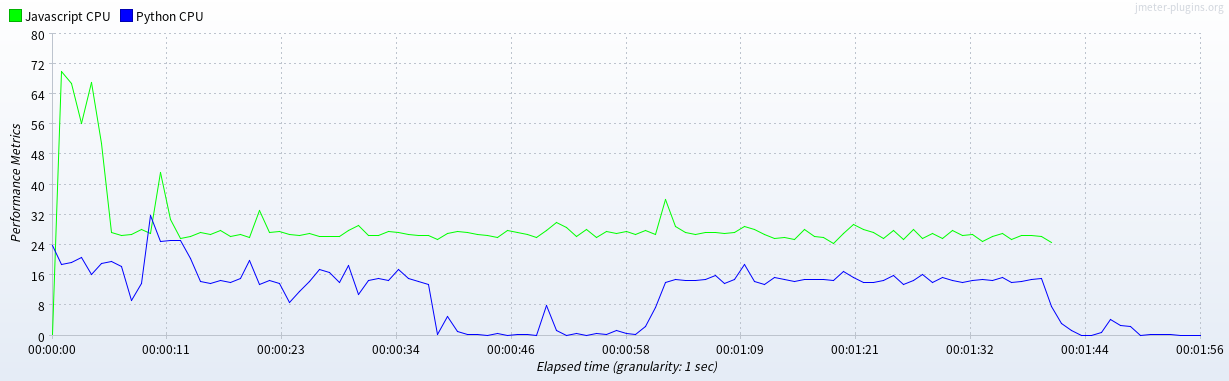 jmeter-plugins.org
Javascript CPU Python CPU
80
72
64
56
48
40
32
24
16
8
0
Performance Metrics
00:00:00 00:00:11 00:00:23 00:00:34 00:00:46 00:00:58 00:01:09 00:01:21 00:01:32 00:01:44 00:01:56
Elapsed time (granularity: 1 sec)